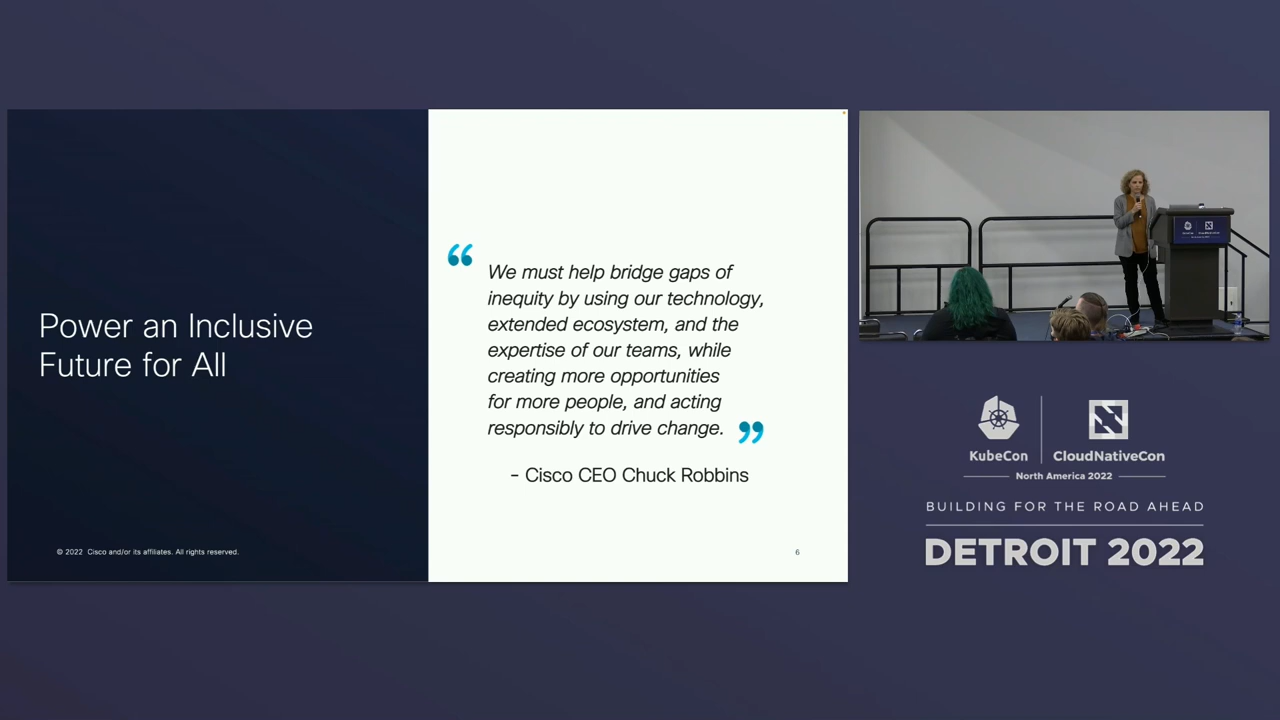 Power an Inclusive
Future for All
© 2022 Cisco and/or its affiliates. All rights reserved.
“
We must help bridge gaps of
inequity by using our technology,
extended ecosystem, and the
expertise of our teams, while
creating more opportunities
for more people, and acting
responsibly to drive change. ”
– Cisco CEO Chuck Robbins
6
KubeCon
CloudNativeCon
North America 2022
BUILDING FOR THE ROAD AHEAD
DETROIT 2022